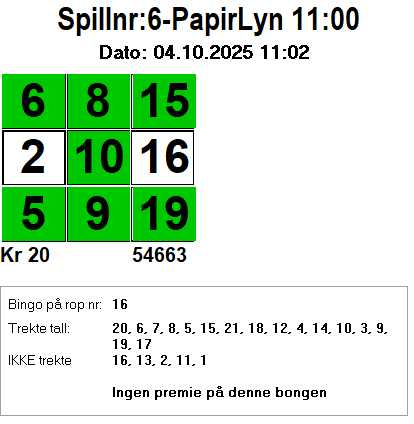 Spillnr:6-PapirLyn 11:00
Dato: 04.10.2025 11:02
6 8 15
2 10 16
5 9 19
Kr 20 54663
Bingo på rop nr: 16
Trekte tall: 20, 6, 7, 8, 5, 15, 21, 18, 12, 4, 14, 10, 3, 9,
19, 17
IKKE trekte 16, 13, 2, 11, 1
Ingen premie på denne bongen